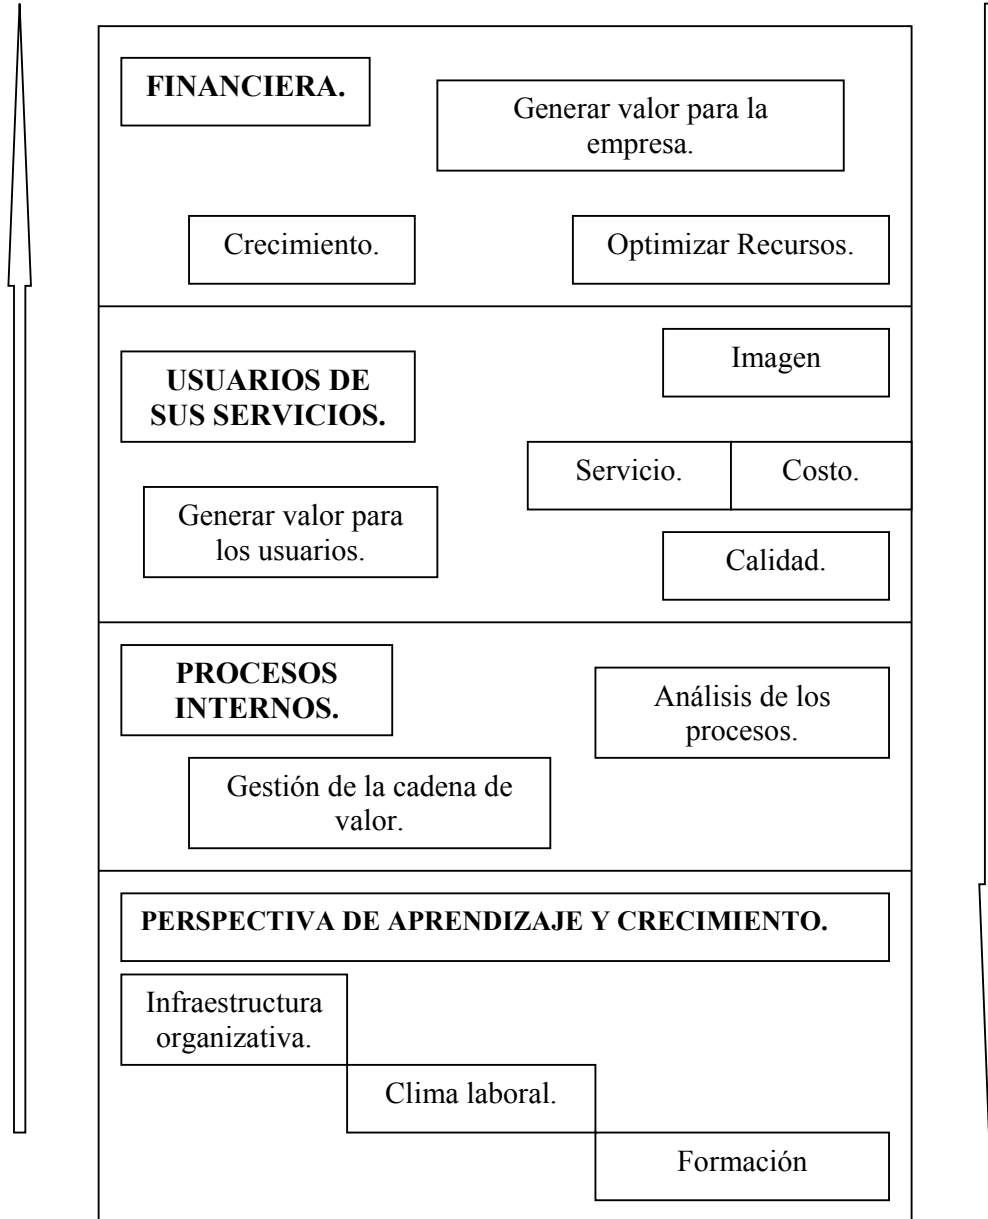 FINANCIERA.
Generar valor para la
empresa.
Crecimiento.
Optimizar Recursos.
Imagen
USUARIOS DE
SUS SERVICIOS.
Servicio.
Costo.
Generar valor para
los usuarios.
Calidad.
PROCESOS
INTERNOS.
Análisis de los
procesos.
Gestión de la cadena de
valor.
PERSPECTIVA DE APRENDIZAJE Y CRECIMIENTO.
Infraestructura
organizativa.
Clima laboral.
Formación